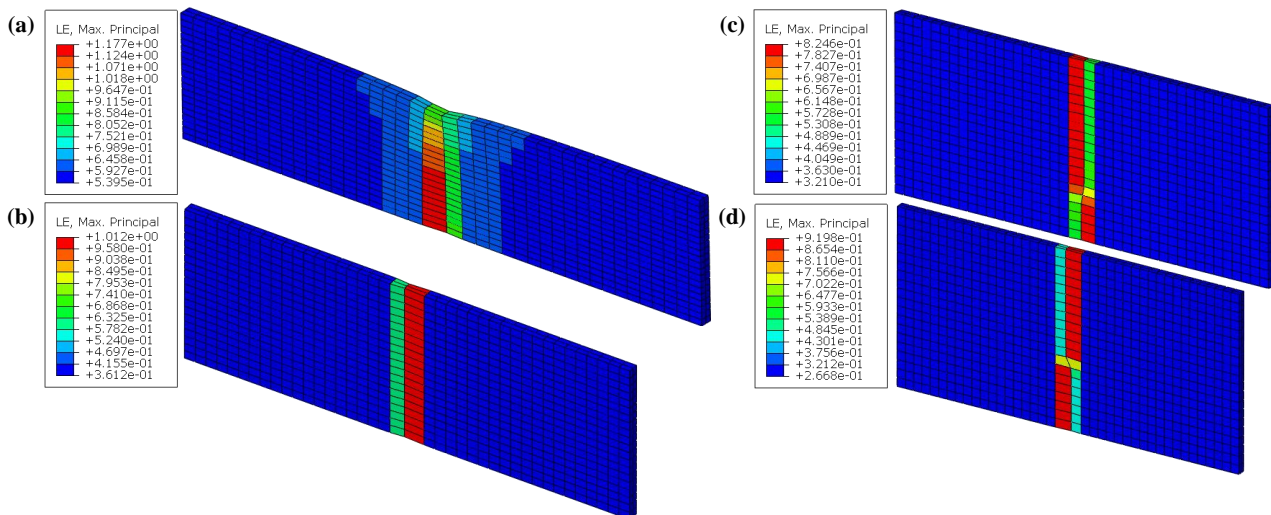 (a)
LE, Max. Principal
+1.177e+00
+1.124e+00
+1.071e+00
+1.018e+00
+9.647e-01
+9.115e-01
+8.584e-01
+8.052e-01
+7.521e-01
+6.989e-01
+6.458e-01
+5.927e-01
+5.395e-01
(b)
LE, Max. Principal
+1.012e+00
+9.580e-01
+9.038e-01
+8.495e-01
+7.953e-01
+7.410e-01
+6.868e-01
+6.325e-01
+5.782e-01
+5.240e-01
+4.697e-01
+4.155e-01
+3.612e-01
(c)
LE, Max. Principal
+8.246e-01
+7.827e-01
+7.407e-01
+6.987e-01
+6.567e-01
+6.148e-01
+5.728e-01
+5.308e-01
+4.889e-01
+4.469e-01
+4.049e-01
+3.630e-01
+3.210e-01
(d)
LE, Max. Principal
+9.198e-01
+8.654e-01
+8.110e-01
+7.566e-01
+7.022e-01
+6.477e-01
+5.933e-01
+5.389e-01
+4.845e-01
+4.301e-01
+3.756e-01
+3.212e-01
+2.668e-01